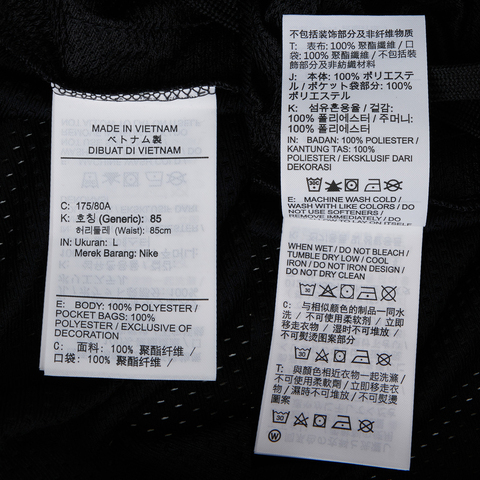 MADE IN VIETNAM
ベトナム製
DIBUAT DI VIETNAM
C: 175/80A
K: 호칭 (Generic): 85
허리둘레 (Waist): 85cm
IN: Ukuran: L
Merek Barang: Nike
E: BODY: 100% POLYESTER/
POCKET BAGS: 100%
POLYESTER/EXCLUSIVE OF
DECORATION
C: 面料: 100% 聚酯纤维/
口袋: 100% 聚酯纤维/
不包括装饰部分及非纤维物质
T: 表布: 100% 聚酯纖維/口
袋: 100% 聚酯纖維/不包括裝
飾部分及非紡織材料
J: 本体: 100% ポリエステ
ル/ポケット袋部分: 100%
ポリエステル
K: 섬유혼용율/겉감:
100% 폴리에스터/주머니:
100% 폴리에스터
IN: BADAN: 100% POLIESTER/
KANTUNG TAS: 100%
POLIESTER/EKSKLUSIF DARI
DEKORASI
E: MACHINE WASH COLD/
WASH WITH LIKE COLORS/DO
NOT USE SOFTENERS/
REMOVE IMMEDIATELY/DO
WHEN WET/DO NOT BLEACH/
TUMBLE DRY LOW/COOL
IRON/DO NOT IRON DESIGN/
DO NOT DRY CLEAN
30
C: 与相似颜色的制品一同水
洗/不可使用柔软剂/立即
移走衣物/湿时不可堆放/
不可熨烫图案部分
30
T: 與顏色相近衣物一起洗滌/
不可使用柔軟劑/立即移走衣
物/濕時不可堆放/不可熨燙
圖案
30
W